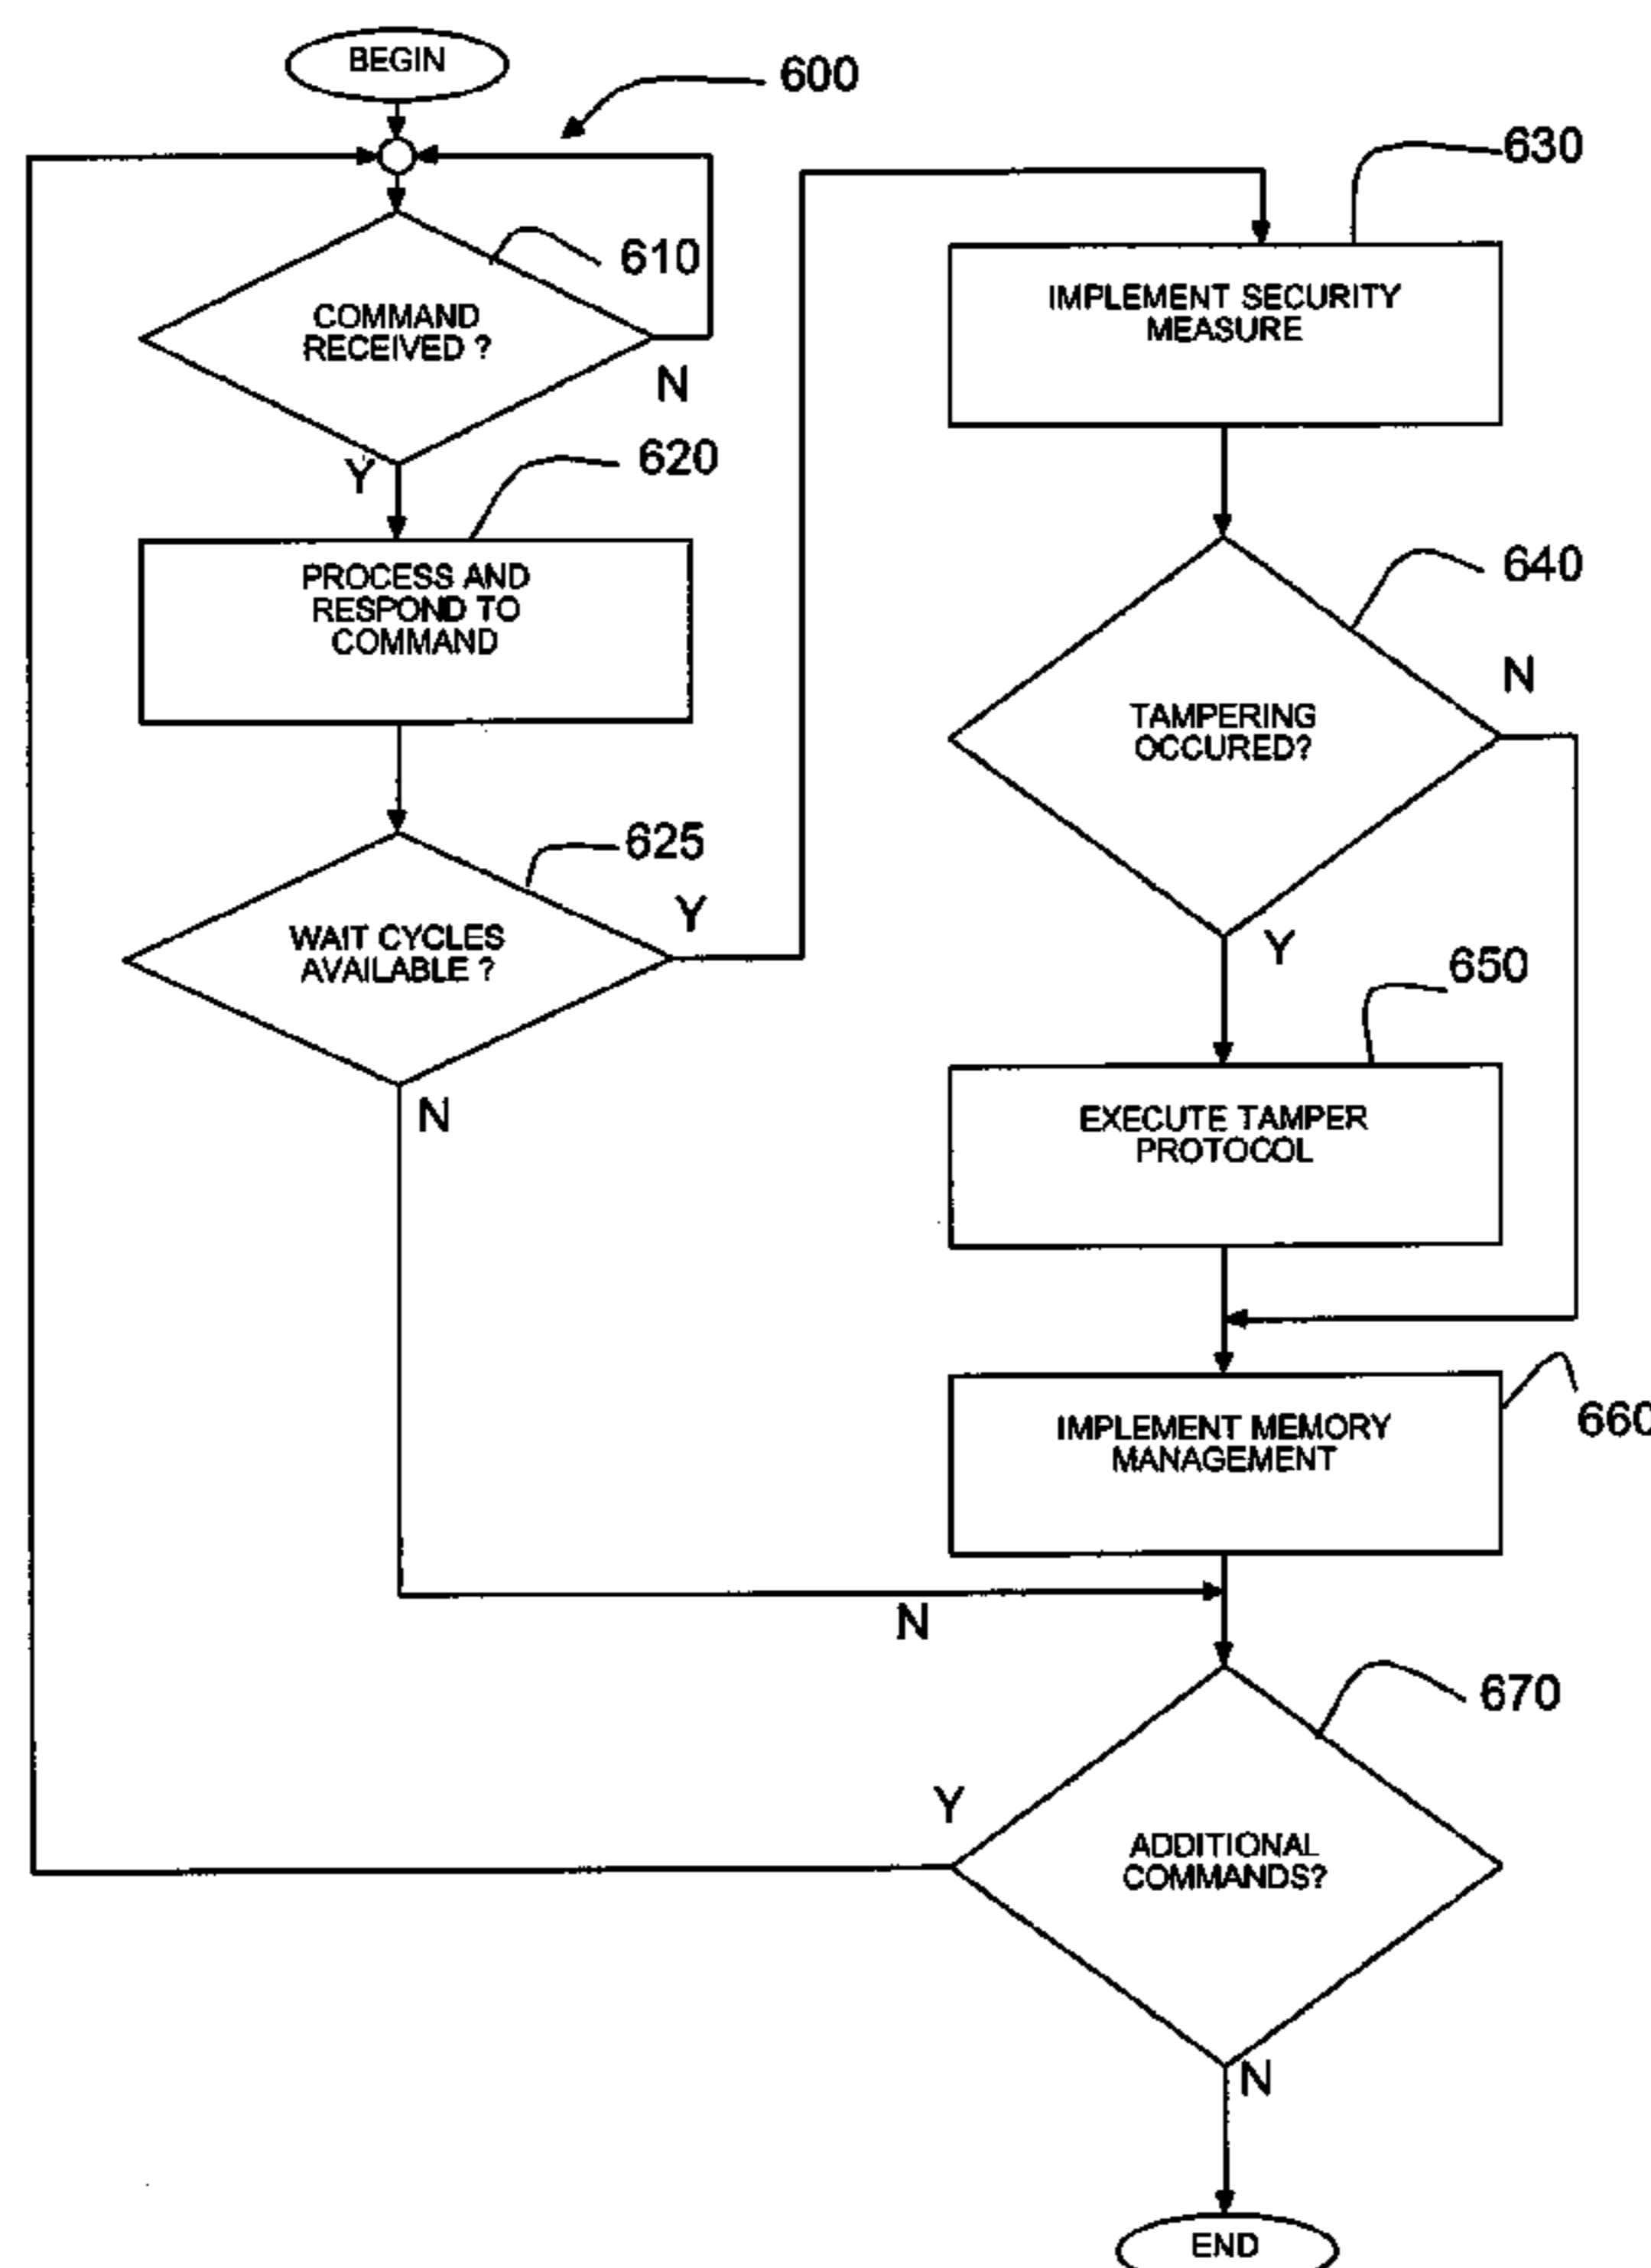 BEGIN
600
610
COMMAND
RECEIVED ?
N
Y
620
PROCESS AND
RESPOND TO
COMMAND
625
WAIT CYCLES
AVAILABLE ?
Y
N
630
IMPLEMENT SECURITY
MEASURE
640
TAMPERING
OCCURED?
N
Y
650
EXECUTE TAMPER
PROTOCOL
660
IMPLEMENT MEMORY
MANAGEMENT
N
670
ADDITIONAL
COMMANDS?
Y
N
END